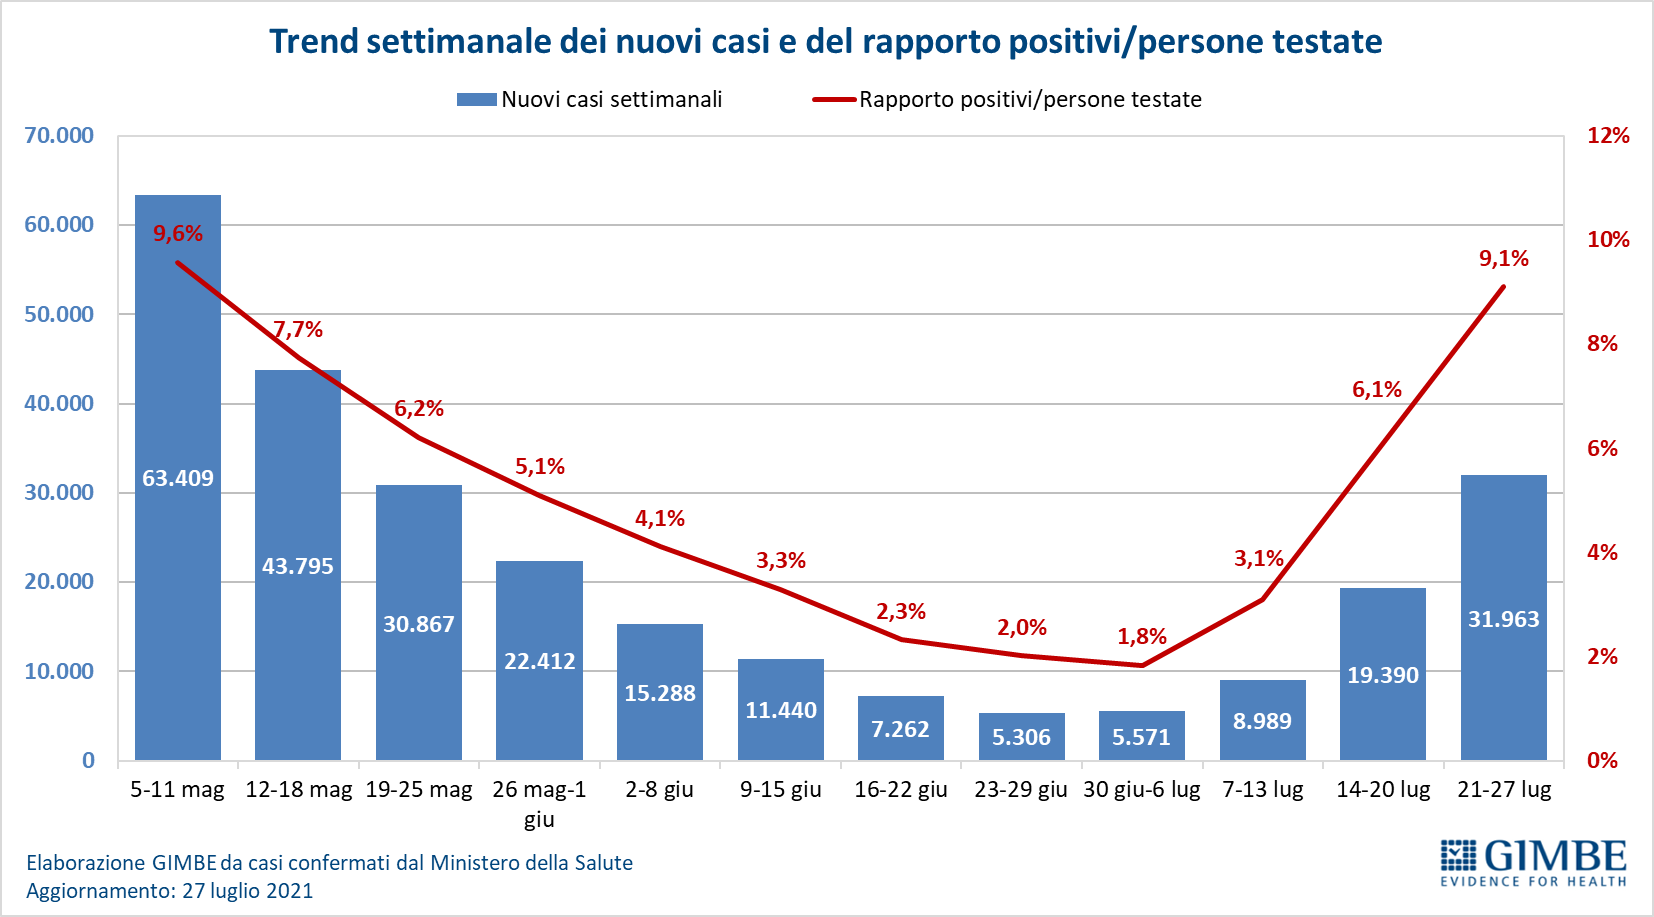 Trend settimanale dei nuovi casi e del rapporto positivi/persone testate
Nuovi casi settimanali
Rapporto positivi/persone testate
70.000
60.000
50.000
40.000
30.000
20.000
10.000
0
12%
10%
8%
6%
4%
2%
0%
9,6%
7,7%
6,2%
5,1%
4,1%
3,3%
2,3%
2,0%
1,8%
3,1%
6,1%
9,1%
63.409
43.795
30.867
22.412
15.288
11.440
7.262
5.306
5.571
8.989
19.390
31.963
5-11 mag
12-18 mag
19-25 mag
26 mag-1
giu
2-8 giu
9-15 giu
16-22 giu
23-29 giu
30 giu-6 lug
7-13 lug
14-20 lug
21-27 lug
Elaborazione GIMBE da casi confermati dal Ministero della Salute
Aggiornamento: 27 luglio 2021
GIMBE
EVIDENCE FOR HEALTH